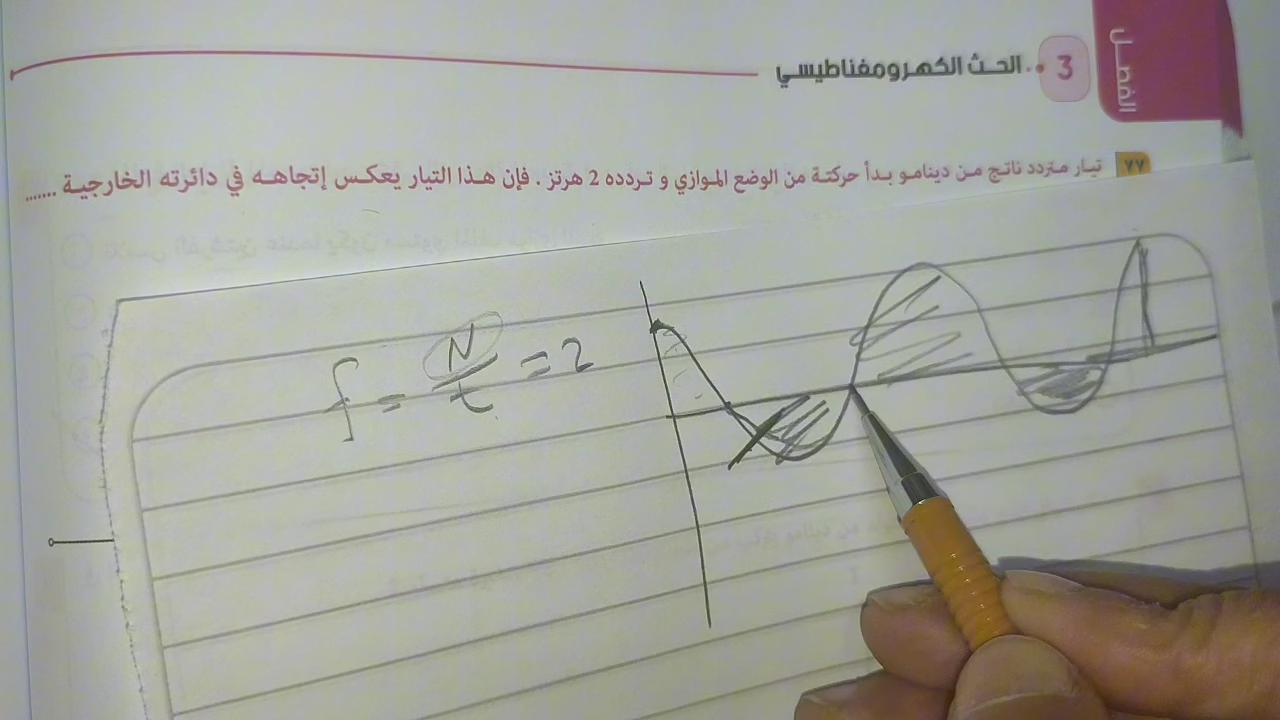 الفصل
3 الحث الكهرومغناطيسي
٧٧ تيار متردد ناتج من دينامو بدأ حركتة من الوضع الموازي و تردده 2 هرتز . فإن هذا التيار يعكس إتجاهه في دائرته الخارجية .......
f = N/t = 2